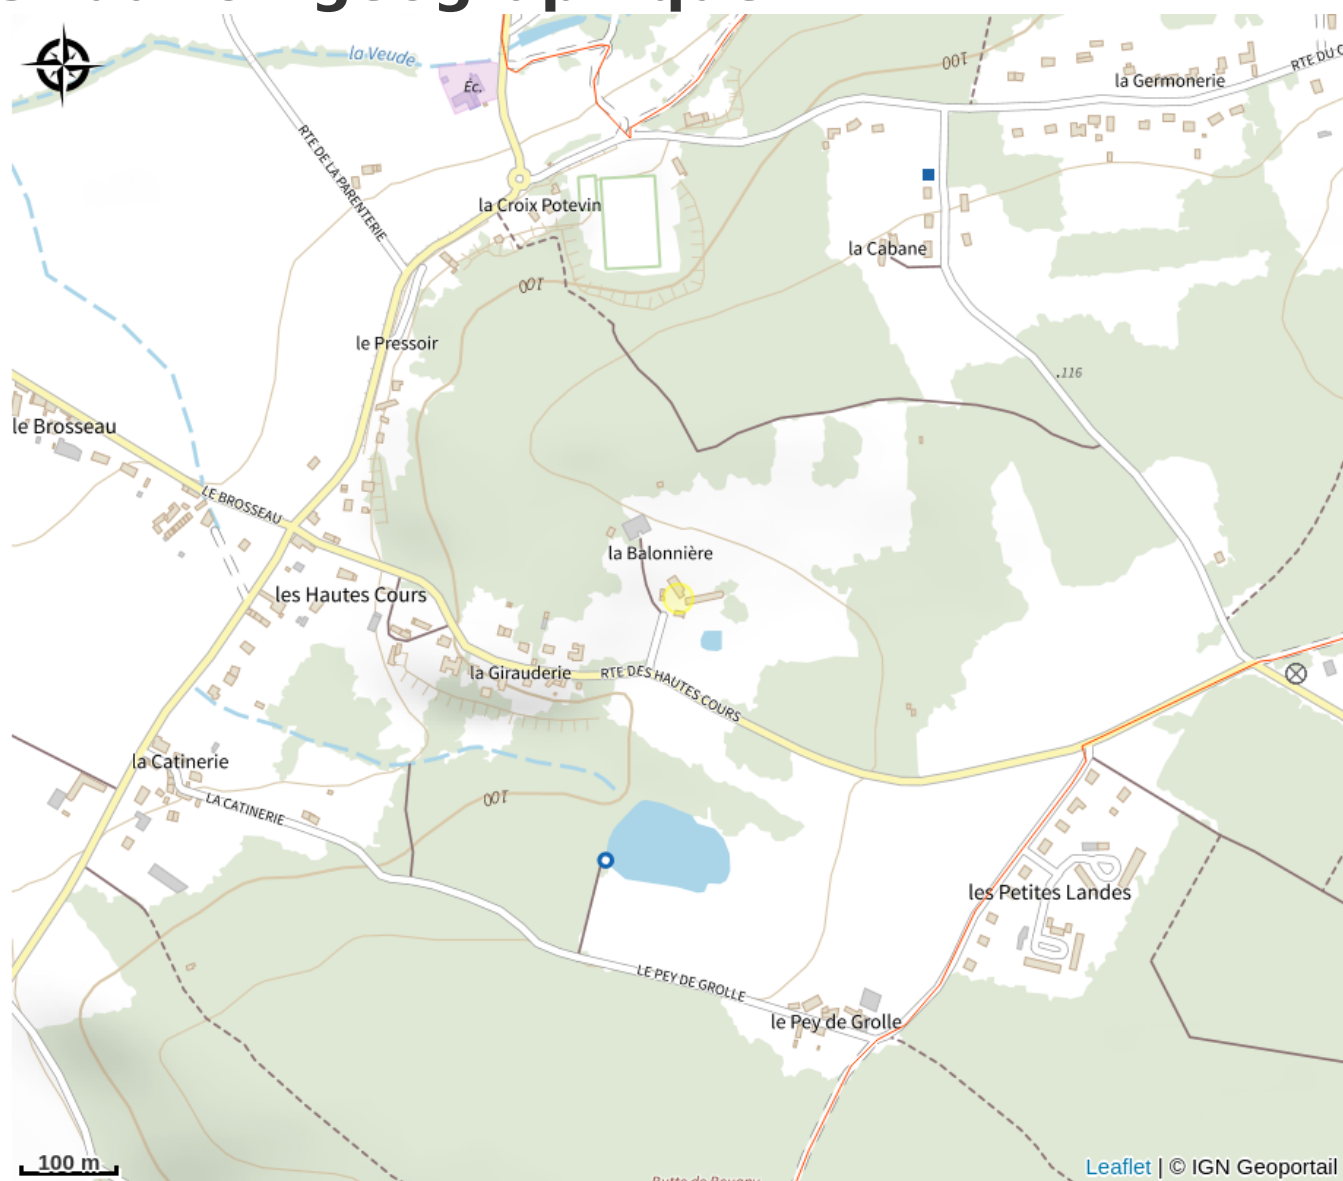 la Veude
100
RTE DU
la Germonerie
Éc.
RTE DE LA PARENTERIE
la Croix Potevin
la Cabane
100
le Pressoir
.116
le Brosseau
LE BROSSEAU
la Balonnière
les Hautes Cours
la Girauderie
RTE DES HAUTES COURS
la Catinerie
LA CATINERIE
100
les Petites Landes
LE PEY DE GROLLE
le Pey de Grolle
100 m
Leaflet | © IGN Geoportail